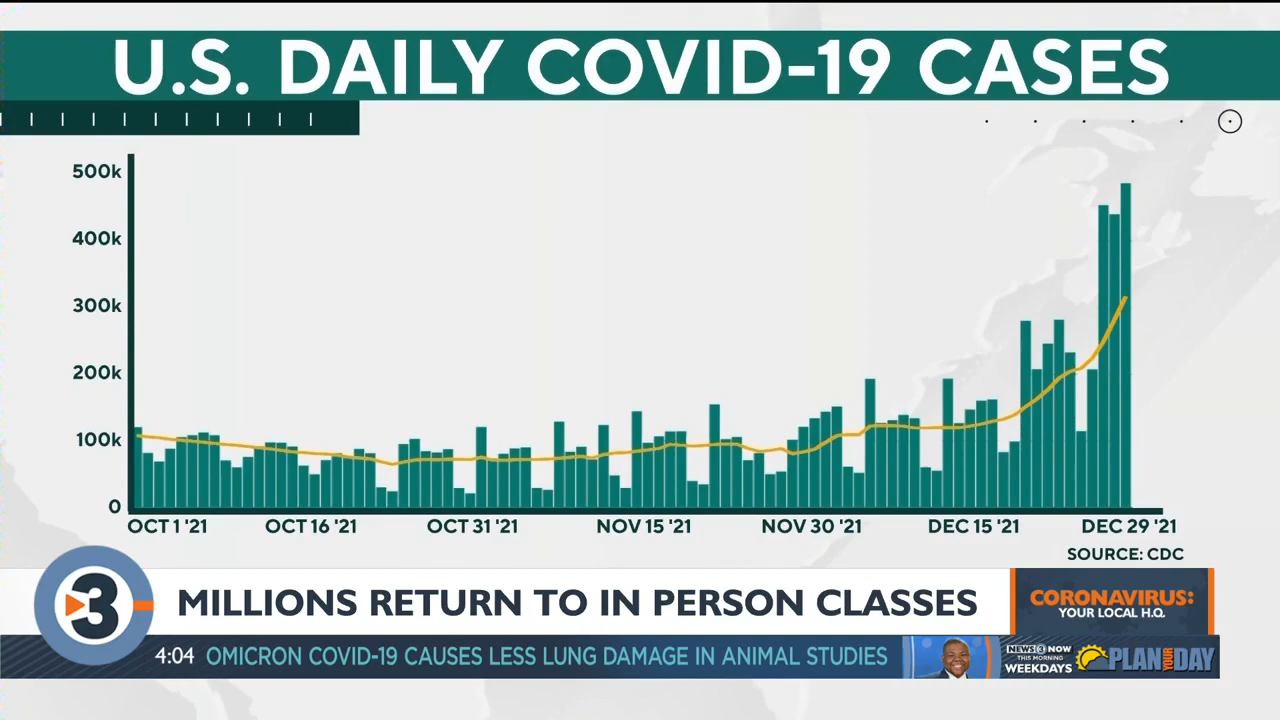 U.S. DAILY COVID-19 CASES
500k
400k
300k
200k
100k
0
OCT 1 '21 OCT 16 '21 OCT 31 '21 NOV 15 '21 NOV 30 '21 DEC 15 '21 DEC 29 '21
SOURCE: CDC
3
MILLIONS RETURN TO IN PERSON CLASSES
CORONAVIRUS:
YOUR LOCAL H.Q.
4:04 OMICRON COVID-19 CAUSES LESS LUNG DAMAGE IN ANIMAL STUDIES
NEWS 3 NOW
THIS MORNING
WEEKDAYS
PLAN YOUR DAY